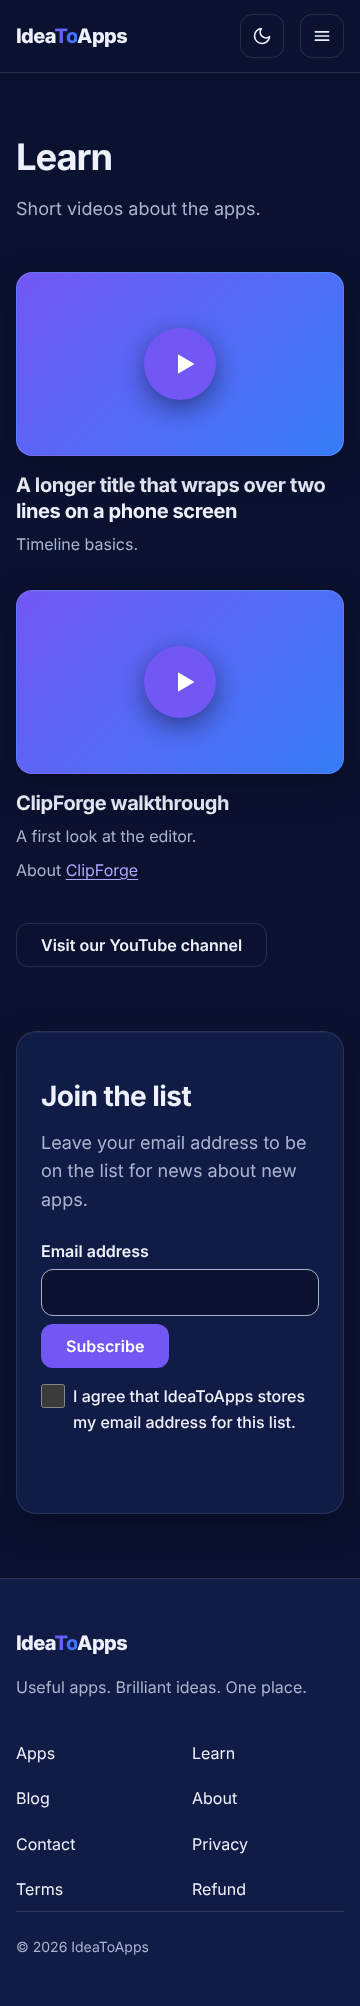 IdeaToApps
Learn
Short videos about the apps.
A longer title that wraps over two
lines on a phone screen
Timeline basics.
ClipForge walkthrough
A first look at the editor.
About ClipForge
Visit our YouTube channel
Join the list
Leave your email address to be
on the list for news about new
apps.
Email address
Subscribe
I agree that IdeaToApps stores
my email address for this list.
IdeaToApps
Useful apps. Brilliant ideas. One place.
Apps Learn
Blog About
Contact Privacy
Terms Refund
© 2026 IdeaToApps